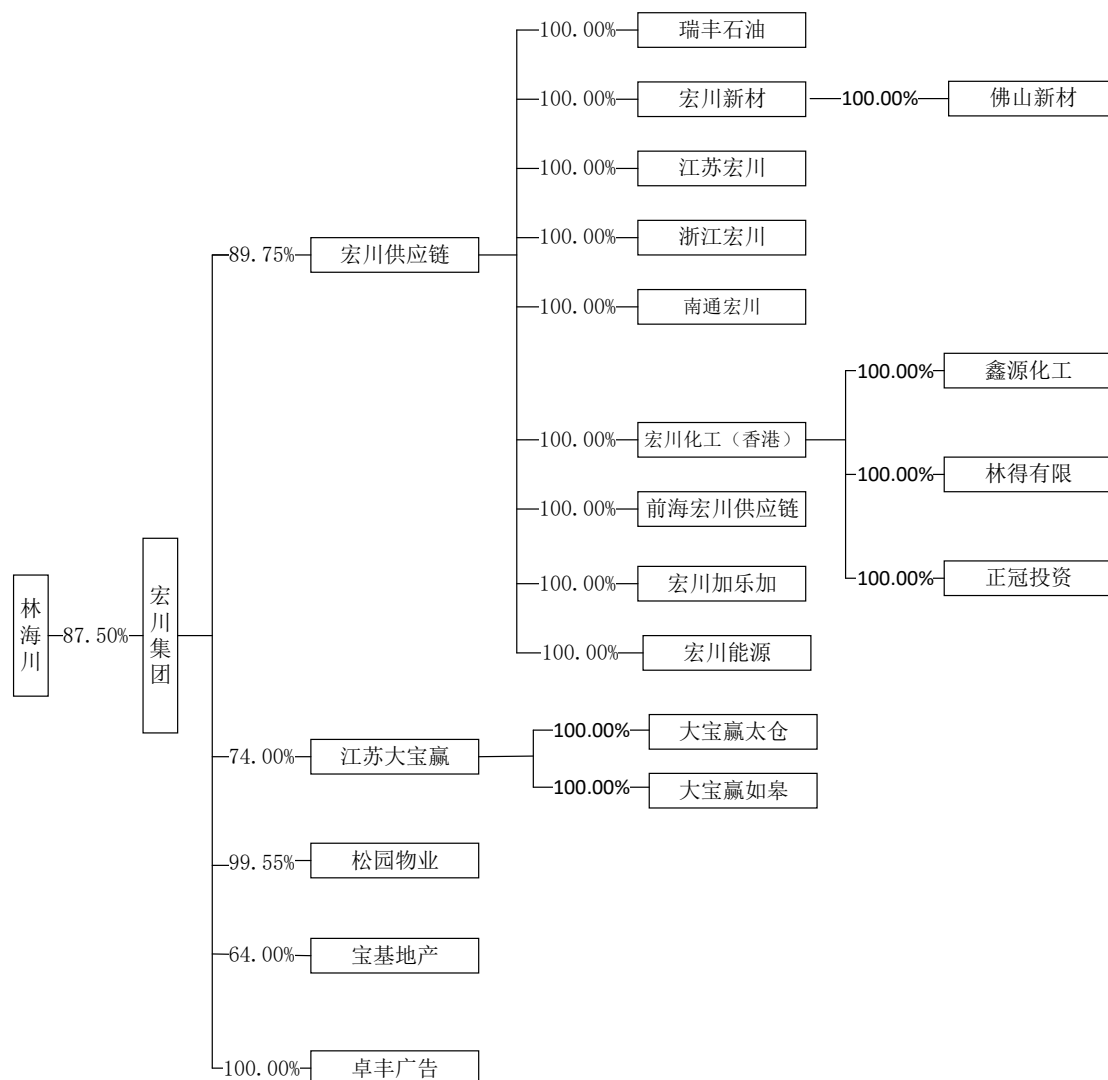 100.00%
瑞丰石油
100.00%
宏川新材
100.00%
佛山新材
100.00%
江苏宏川
100.00%
浙江宏川
89.75%
宏川供应链
100.00%
南通宏川
100.00%
鑫源化工
100.00%
宏川化工（香港）
100.00%
林得有限
100.00%
前海宏川供应链
100.00%
宏川加乐加
100.00%
正冠投资
林海川
87.50%
宏川集团
100.00%
宏川能源
74.00%
江苏大宝赢
100.00%
大宝赢太仓
100.00%
大宝赢如皋
99.55%
松园物业
64.00%
宝基地产
100.00%
卓丰广告